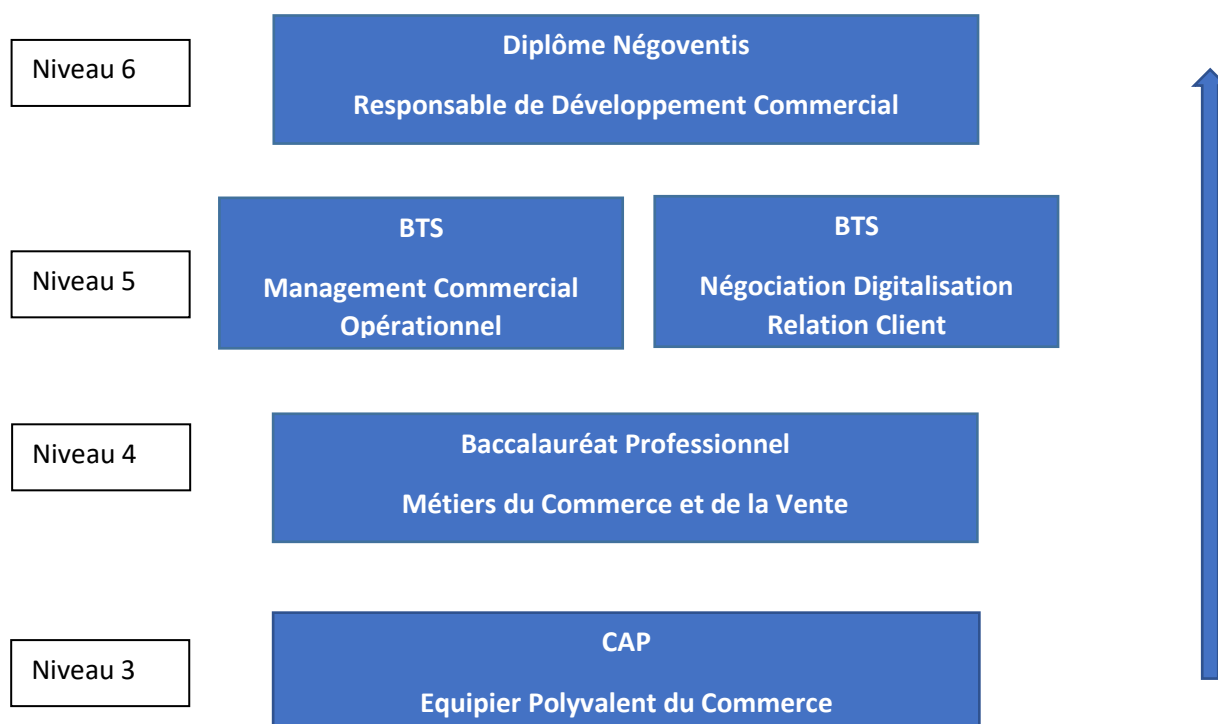 Niveau 6
Diplôme Négoventis
Responsable de Développement Commercial
Niveau 5
BTS
Management Commercial
Opérationnel
BTS
Négociation Digitalisation
Relation Client
Niveau 4
Baccalauréat Professionnel
Métiers du Commerce et de la Vente
Niveau 3
CAP
Equipier Polyvalent du Commerce